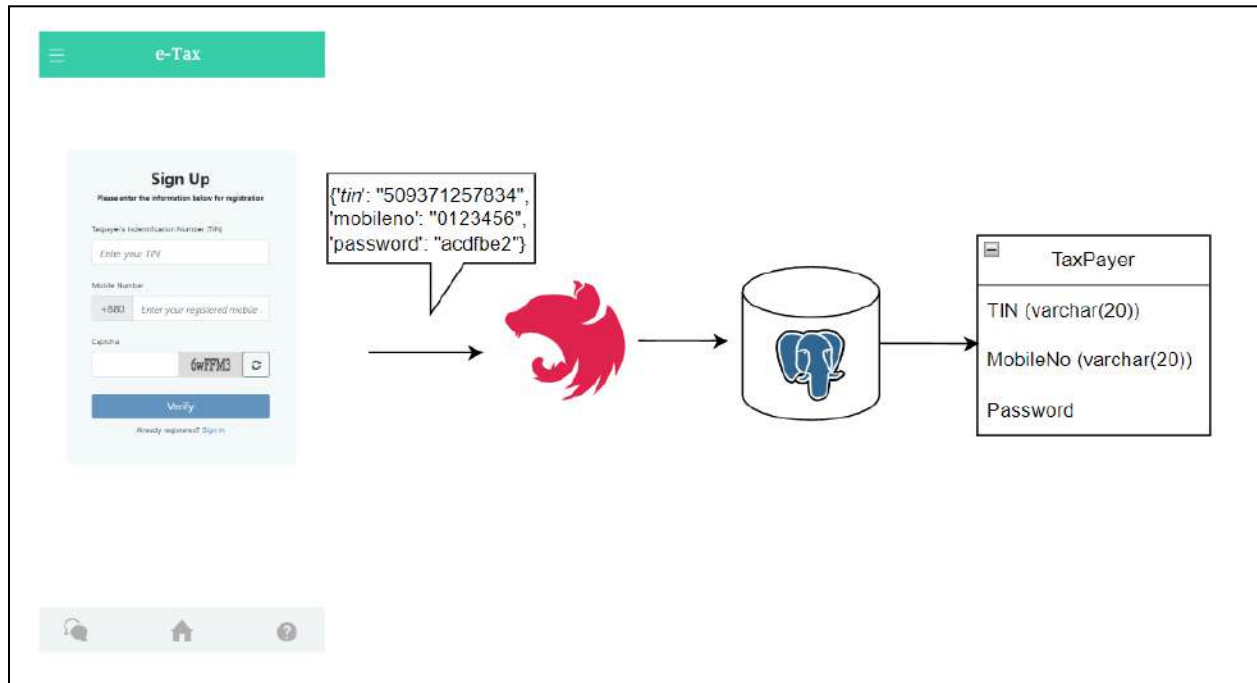 e-Tax
Sign Up
Please enter the information below for registration
Taxpayer's Indentification Number (TIN)
Enter your TIN
Mobile Number
+880 Enter your registered mobile
Captcha
6wFFM3
Verify
Already registered? Sign in
{'tin': "509371257834",
'mobileno': "0123456",
'password': "acdfbe2"}
TaxPayer
TIN (varchar(20))
MobileNo (varchar(20))
Password